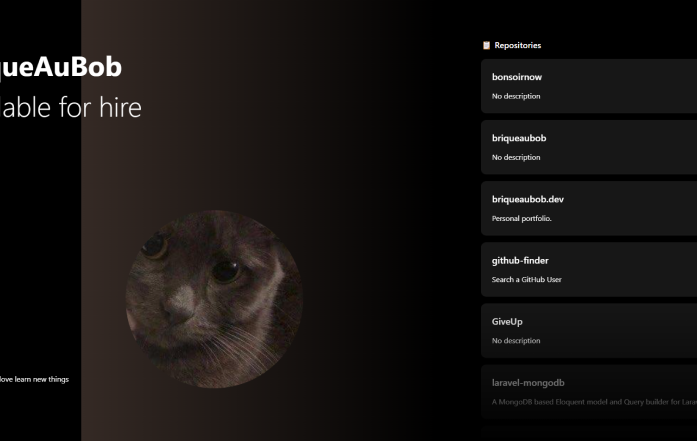 queAuBob
lable for hire
love learn new things
Repositories
bonsoirnow
No description
briqueaubob
No description
briqueaubob.dev
Personal portfolio.
github-finder
Search a GitHub User
GiveUp
No description
laravel-mongodb
A MongoDB based Eloquent model and Query builder for Larav